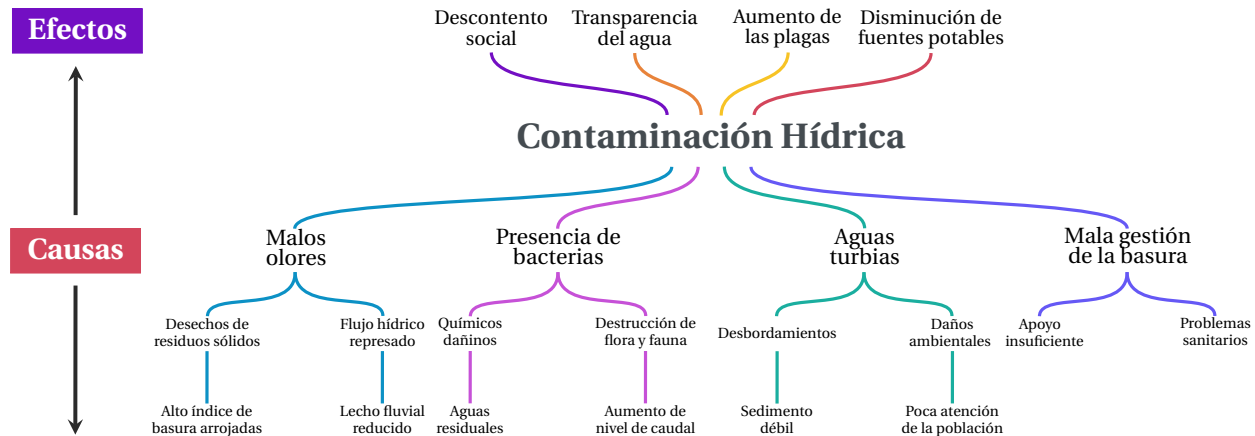 Efectos
Descontento
social
Transparencia
del agua
Aumento de
las plagas
Disminución de
fuentes potables
Contaminación Hídrica
Causas
Malos
olores
Presencia de
bacterias
Aguas
turbias
Mala gestión
de la basura
Desechos de
residuos sólidos
Flujo hídrico
represado
Químicos
dañinos
Destrucción de
flora y fauna
Desbordamientos
Daños
ambientales
Apoyo
insuficiente
Problemas
sanitarios
Alto índice de
basura arrojadas
Lecho fluvial
reducido
Aguas
residuales
Aumento de
nivel de caudal
Sedimento
débil
Poca atención
de la población